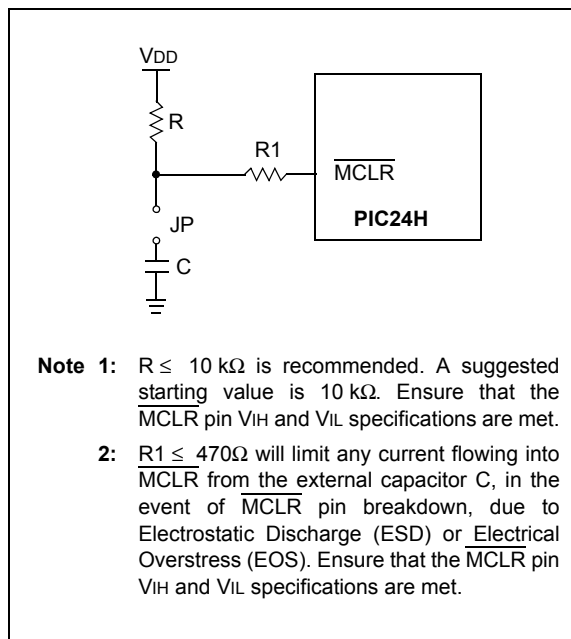 VDD
R
R1
MCLR
JP
PIC24H
C
Note 1: R ≤ 10 kΩ is recommended. A suggested
starting value is 10 kΩ. Ensure that the
MCLR pin VIH and VIL specifications are met.
2: R1 ≤ 470Ω will limit any current flowing into
MCLR from the external capacitor C, in the
event of MCLR pin breakdown, due to
Electrostatic Discharge (ESD) or Electrical
Overstress (EOS). Ensure that the MCLR pin
VIH and VIL specifications are met.